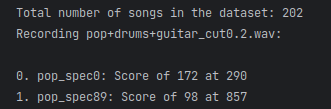 Total number of songs in the dataset: 202
Recording pop+drums+guitar_cut0.2.wav:
0. pop_spec0: Score of 172 at 290
1. pop_spec89: Score of 98 at 857